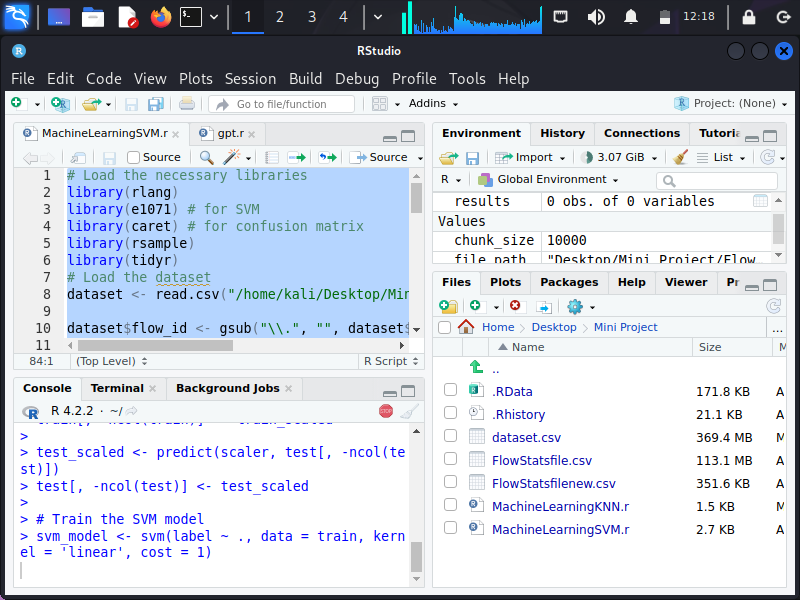 1 2 3 4
12:18
RStudio
File Edit Code View Plots Session Build Debug Profile Tools Help
Go to file/function
Addins
Project: (None)
MachineLearningSVM.r
gpt.r
Source
Source
1 # Load the necessary libraries
2 library(rlang)
3 library(e1071) # for SVM
4 library(caret) # for confusion matrix
5 library(rsample)
6 library(tidyr)
7 # Load the dataset
8 dataset <- read.csv("/home/kali/Desktop/Min
9
10 dataset$flow_id <- gsub("\\.", "", dataset$
11
84:1 (Top Level) R Script
Console Terminal Background Jobs
R 4.2.2 · ~/
>
> test_scaled <- predict(scaler, test[, -ncol(te
st)])
> test[, -ncol(test)] <- test_scaled
>
> # Train the SVM model
> svm_model <- svm(label ~ ., data = train, kern
el = 'linear', cost = 1)
Environment History Connections Tutoria
Import 3.07 GiB List
R Global Environment
results 0 obs. of 0 variables
Values
chunk_size 10000
file_path "Desktop/Mini Project/Flow
Files Plots Packages Help Viewer Pr
Home Desktop Mini Project ...
Name Size M
..
.RData 171.8 KB A
.Rhistory 21.1 KB A
dataset.csv 369.4 MB M
FlowStatsfile.csv 113.1 MB A
FlowStatsfilenew.csv 351.6 KB A
MachineLearningKNN.r 1.5 KB M
MachineLearningSVM.r 2.7 KB A